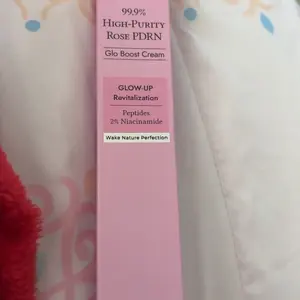 99.9%
HIGH-PURITY
ROSE PDRN
Glo Boost Cream
GLOW-UP
Revitalization
Peptides
2% Niacinamide
Wake Nature Perfection